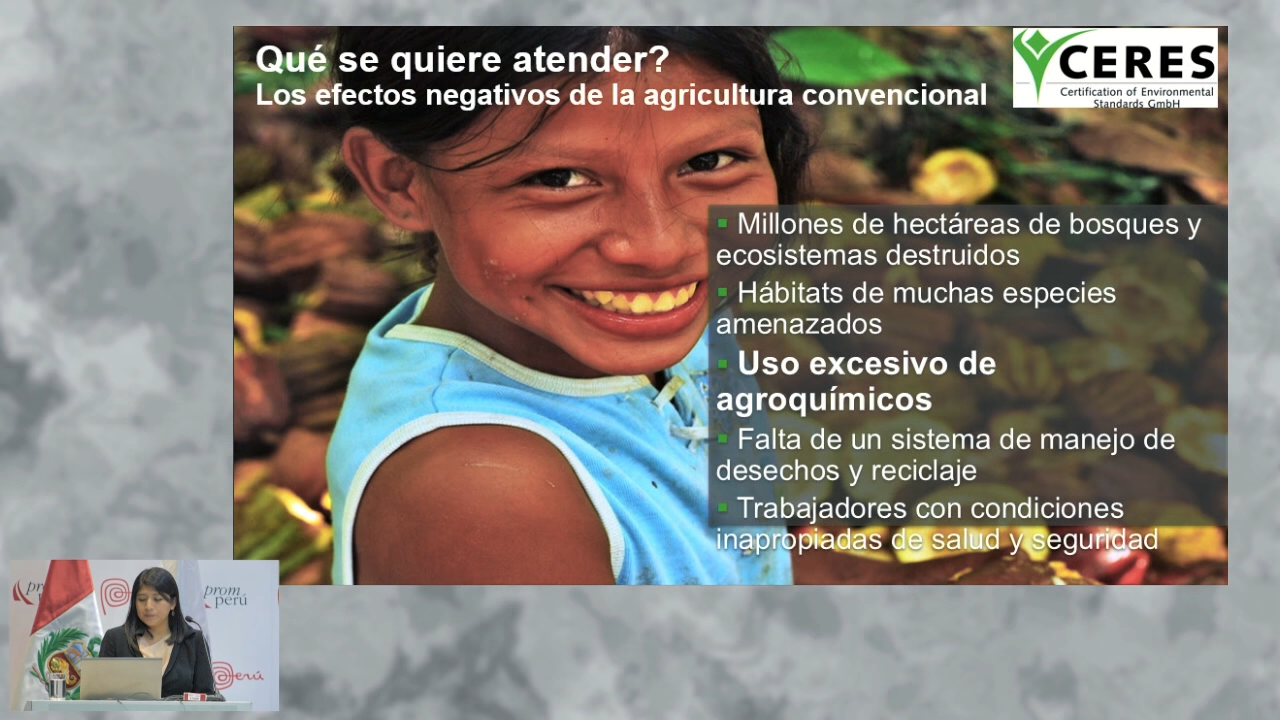 Qué se quiere atender?
Los efectos negativos de la agricultura convencional
CERES
Certification of Environmental
Standards GmbH
▪ Millones de hectáreas de bosques y
ecosistemas destruidos
▪ Hábitats de muchas especies
amenazados
▪ Uso excesivo de
agroquímicos
▪ Falta de un sistema de manejo de
desechos y reciclaje
▪ Trabajadores con condiciones
inapropiadas de salud y seguridad
prom
perú